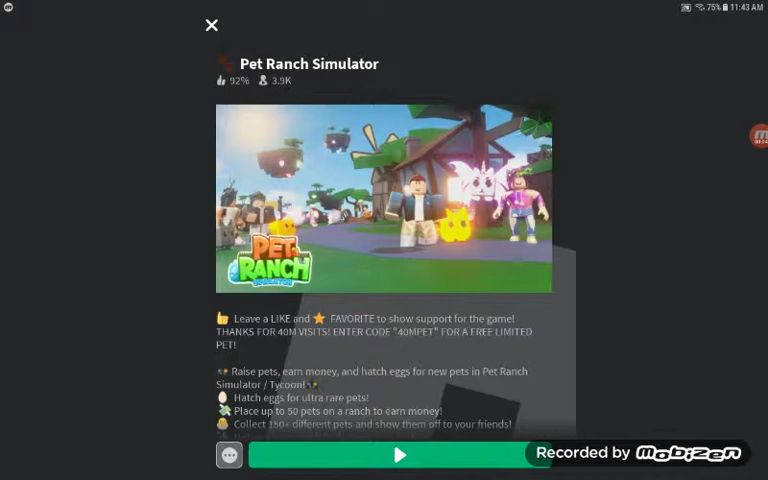 75% 11:43 AM
Pet Ranch Simulator
92% 3.9K
PET
RANCH
SIMULATOR
Leave a LIKE and FAVORITE to show support for the game!
THANKS FOR 40M VISITS! ENTER CODE "40MPET" FOR A FREE LIMITED
PET!
Raise pets, earn money, and hatch eggs for new pets in Pet Ranch
Simulator / Tycoon!
Hatch eggs for ultra rare pets!
Place up to 50 pets on a ranch to earn money!
Collect 150+ different pets and show them off to your friends!
Recorded by MOBIZEN